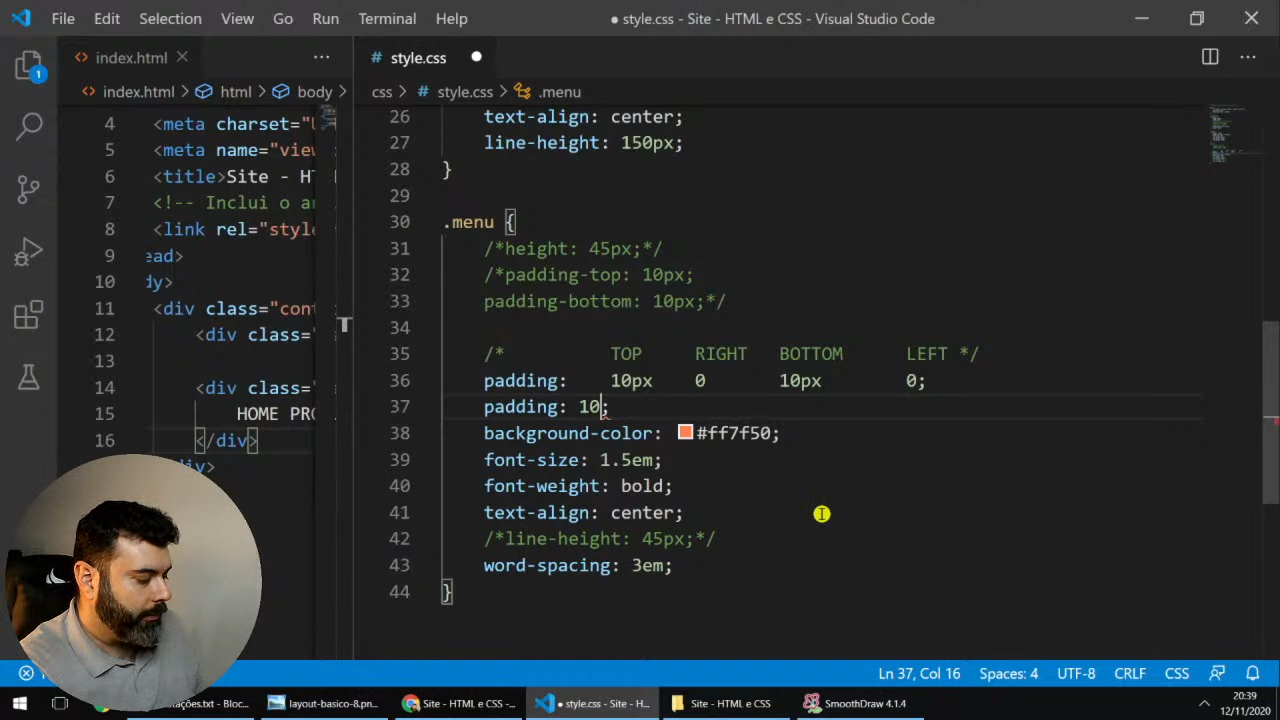 File Edit Selection View Go Run Terminal Help
● style.css - Site - HTML e CSS - Visual Studio Code
index.html
index.html > html > body >
4 <meta charset="
5 <meta name="vie
6 <title>Site - HT
7 <!-- Inclui o a
8 <link rel="style
9 ead>
10 dy>
11 <div class="cont
12 <div class="
13
14 <div class="
15 HOME PRO
16 </div>
div>
# style.css ●
css > # style.css > .menu
26 text-align: center;
27 line-height: 150px;
28 }
29
30 .menu {
31 /*height: 45px;*/
32 /*padding-top: 10px;
33 padding-bottom: 10px;*/
34
35 /* TOP RIGHT BOTTOM LEFT */
36 padding: 10px 0 10px 0;
37 padding: 10;
38 background-color: #ff7f50;
39 font-size: 1.5em;
40 font-weight: bold;
41 text-align: center;
42 /*line-height: 45px;*/
43 word-spacing: 3em;
44 }
1
Ln 37, Col 16 Spaces: 4 UTF-8 CRLF CSS
tações.txt - Bloc...
layout-basico-8.pn...
Site - HTML e CSS -...
● style.css - Site - H...
Site - HTML e CSS
SmoothDraw 4.1.4
20:39
12/11/2020